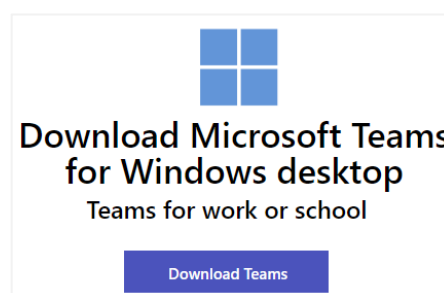 Download Microsoft Teams
for Windows desktop
Teams for work or school
Download Teams